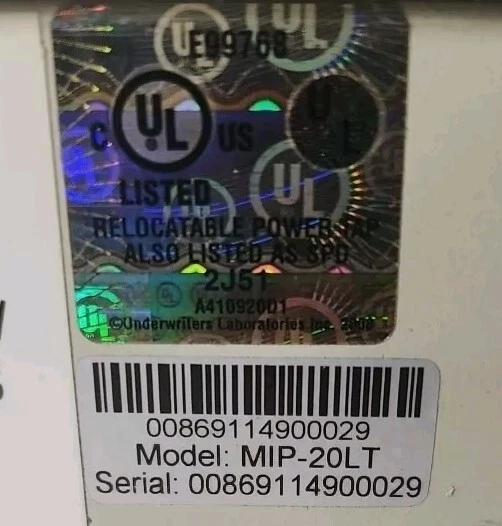 E99768
C UL US
LISTED
RELOCATABLE POWER TAP
ALSO LISTED AS SPD
2J51
A41092001
©Underwriters Laboratories Inc. 2008
00869114900029
Model: MIP-20LT
Serial: 00869114900029